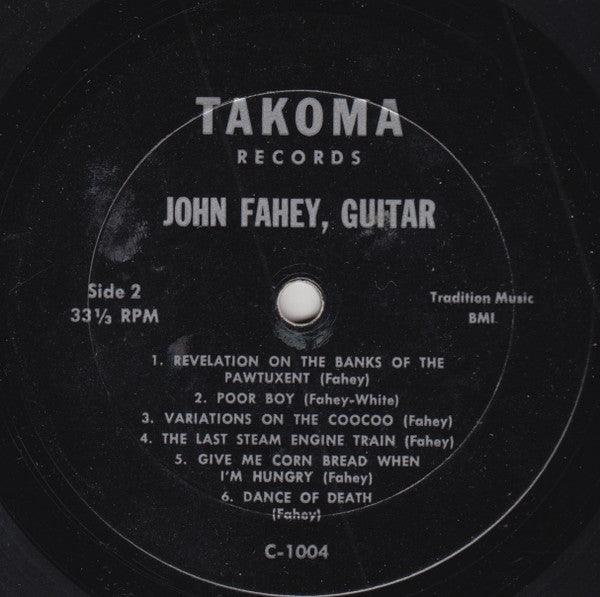 TAKOMA
RECORDS
JOHN FAHEY, GUITAR
Side 2
33 1/3 RPM
Tradition Music
BMI
1. REVELATION ON THE BANKS OF THE
PAWTUXENT (Fahey)
2. POOR BOY (Fahey-White)
3. VARIATIONS ON THE COOCOO (Fahey)
4. THE LAST STEAM ENGINE TRAIN (Fahey)
5. GIVE ME CORN BREAD WHEN
I'M HUNGRY (Fahey)
6. DANCE OF DEATH
(Fahey)
C-1004